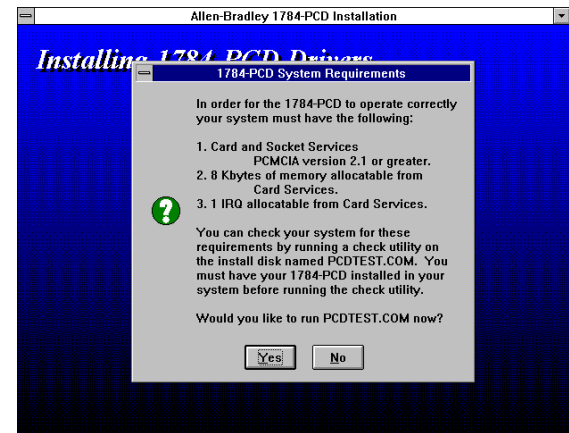 Allen-Bradley 1784-PCD Installation
Installing 1784-PCD Drivers
1784-PCD System Requirements
In order for the 1784-PCD to operate correctly
your system must have the following:
1. Card and Socket Services
PCMCIA version 2.1 or greater.
2. 8 Kbytes of memory allocatable from
Card Services.
3. 1 IRQ allocatable from Card Services.
You can check your system for these
requirements by running a check utility on
the install disk named PCDTEST.COM. You
must have your 1784-PCD installed in your
system before running the check utility.
Would you like to run PCDTEST.COM now?
Yes
No